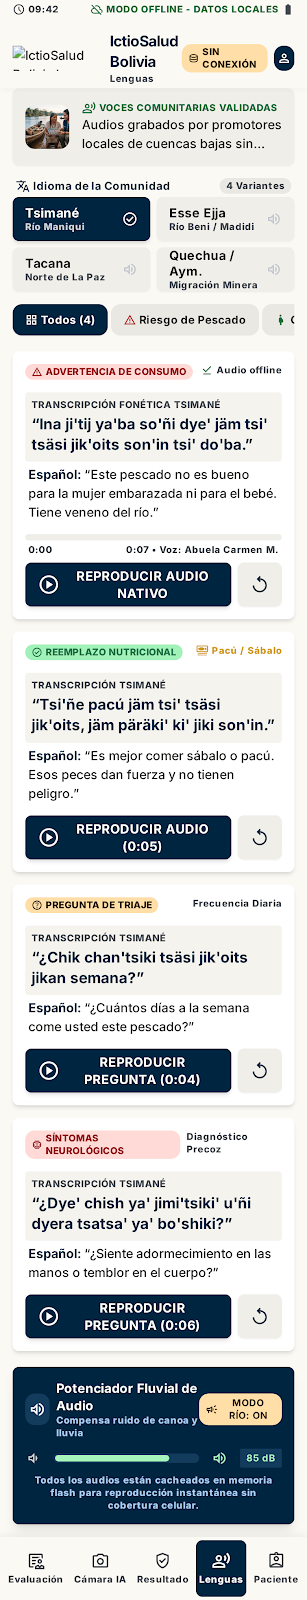 09:42
MODO OFFLINE - DATOS LOCALES
IctioSalud
IctioSalud
Bolivia
Lenguas
SIN
CONEXIÓN
VOCES COMUNITARIAS VALIDADAS
Audios grabados por promotores
locales de cuencas bajas sin...
Idioma de la Comunidad
4 Variantes
Tsimané
Río Maniqui
Esse Ejja
Río Beni / Madidi
Tacana
Norte de La Paz
Quechua /
Aym.
Migración Minera
Todos (4)
Riesgo de Pescado
ADVERTENCIA DE CONSUMO
Audio offline
TRANSCRIPCIÓN FONÉTICA TSIMANÉ
“Ina ji'tij ya'ba so'ñi dye' jäm tsi'
tsäsi jik'oits son'in tsi' do'ba.”
Español: “Este pescado no es bueno
para la mujer embarazada ni para el bebé.
Tiene veneno del río.”
0:00
0:07 • Voz: Abuela Carmen M.
REPRODUCIR AUDIO
NATIVO
REEMPLAZO NUTRICIONAL
Pacú / Sábalo
TRANSCRIPCIÓN TSIMANÉ
“Tsi'ñe pacú jäm tsi' tsäsi
jik'oits, jäm päräki' ki' jiki son'in.”
Español: “Es mejor comer sábalo o pacú.
Esos peces dan fuerza y no tienen
peligro.”
REPRODUCIR AUDIO
(0:05)
PREGUNTA DE TRIAJE
Frecuencia Diaria
TRANSCRIPCIÓN TSIMANÉ
“¿Chik chan'tsiki tsäsi jik'oits
jikan semana?”
Español: “¿Cuántos días a la semana
come usted este pescado?”
REPRODUCIR
PREGUNTA (0:04)
SÍNTOMAS
NEUROLÓGICOS
Diagnóstico
Precoz
TRANSCRIPCIÓN TSIMANÉ
“¿Dye' chish ya' jimi'tsiki' u'ñi
dyera tsatsa' ya' bo'shiki?”
Español: “¿Siente adormecimiento en las
manos o temblor en el cuerpo?”
REPRODUCIR
PREGUNTA (0:06)
Potenciador Fluvial de
Audio
Compensa ruido de canoa y
lluvia
MODO
RÍO: ON
85 dB
Todos los audios están cacheados en memoria
flash para reproducción instantánea sin
cobertura celular.
Evaluación
Cámara IA
Resultado
Lenguas
Paciente